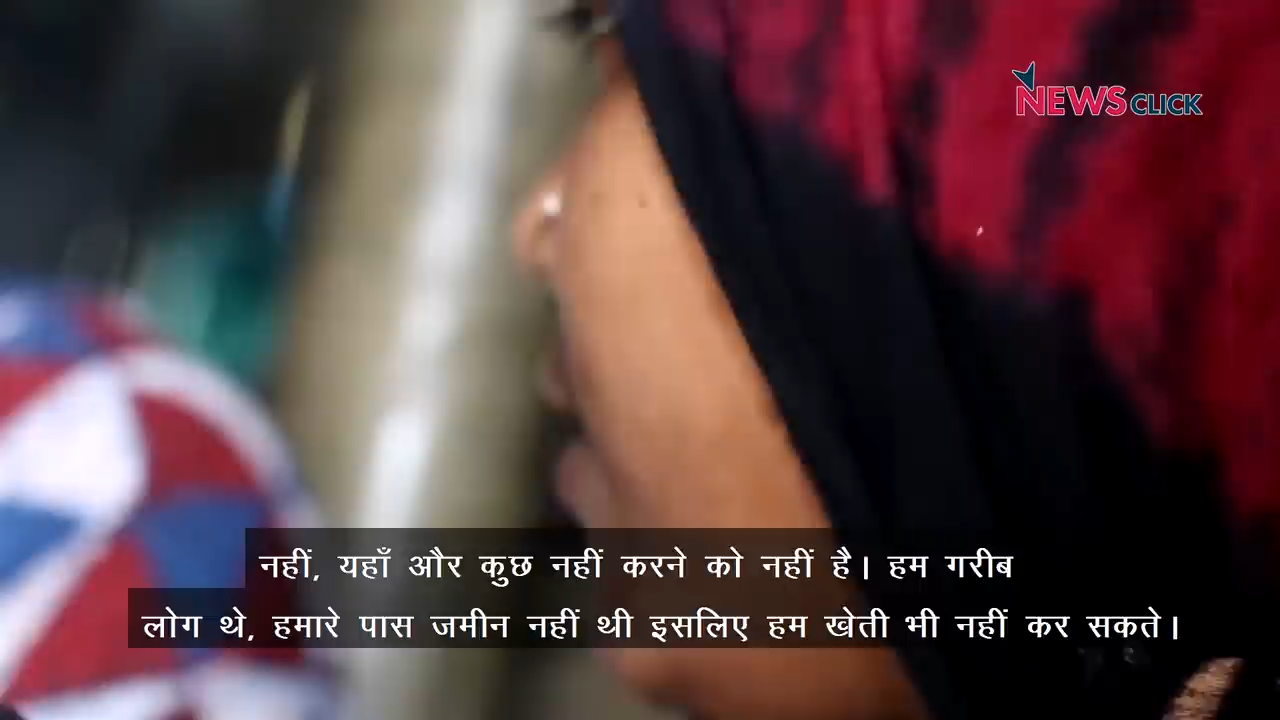 NEWSCLICK
नहीं, यहाँ और कुछ नहीं करने को नहीं है। हम गरीब
लोग थे, हमारे पास जमीन नहीं थी इसलिए हम खेती भी नहीं कर सकते।